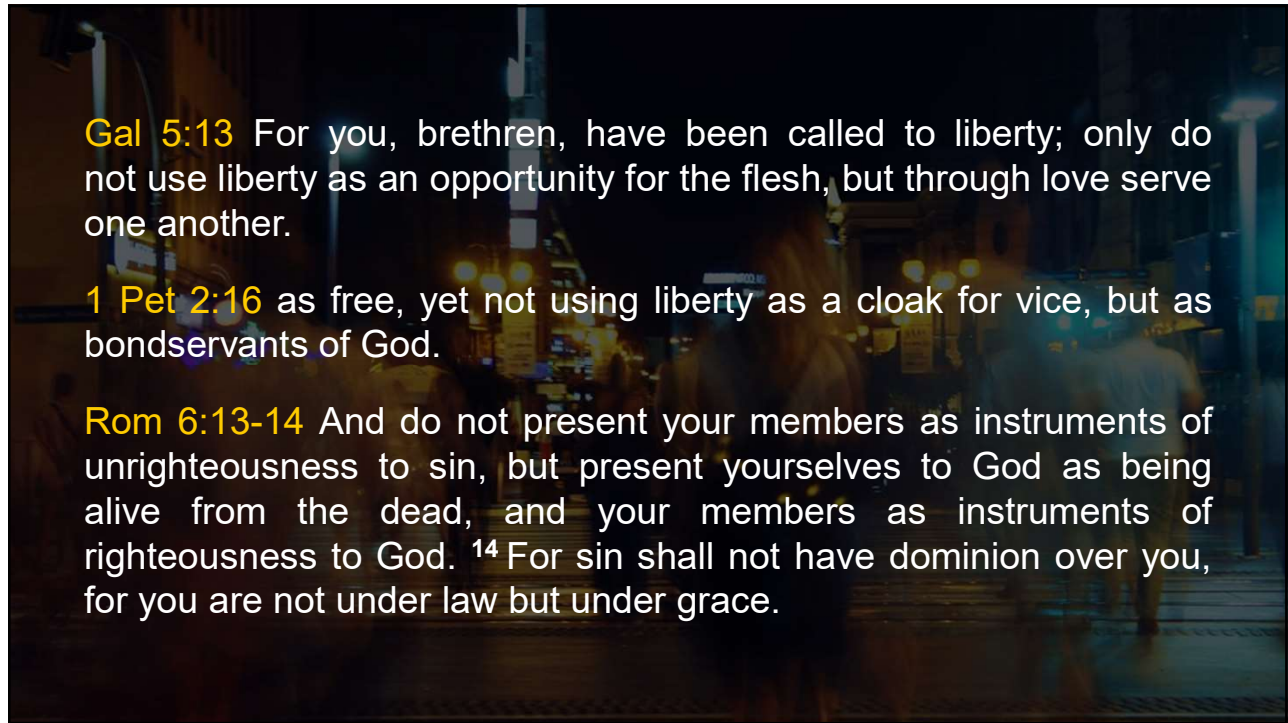 Gal 5:13 For you, brethren, have been called to liberty; only do
not use liberty as an opportunity for the flesh, but through love serve
one another.
1 Pet 2:16 as free, yet not using liberty as a cloak for vice, but as
bondservants of God.
Rom 6:13-14 And do not present your members as instruments of
unrighteousness to sin, but present yourselves to God as being
alive from the dead, and your members as instruments of
righteousness to God. 14 For sin shall not have dominion over you,
for you are not under law but under grace.